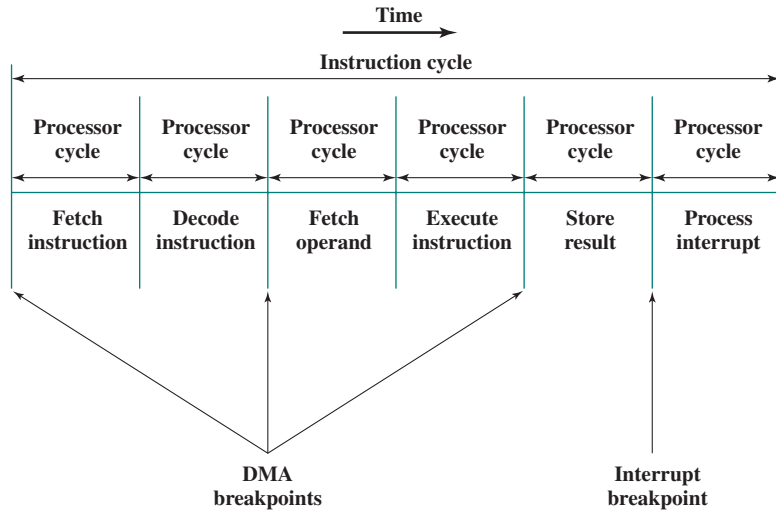 Time
Instruction cycle
Processor
cycle
Processor
cycle
Processor
cycle
Processor
cycle
Processor
cycle
Processor
cycle
Fetch
instruction
Decode
instruction
Fetch
operand
Execute
instruction
Store
result
Process
interrupt
DMA
breakpoints
Interrupt
breakpoint